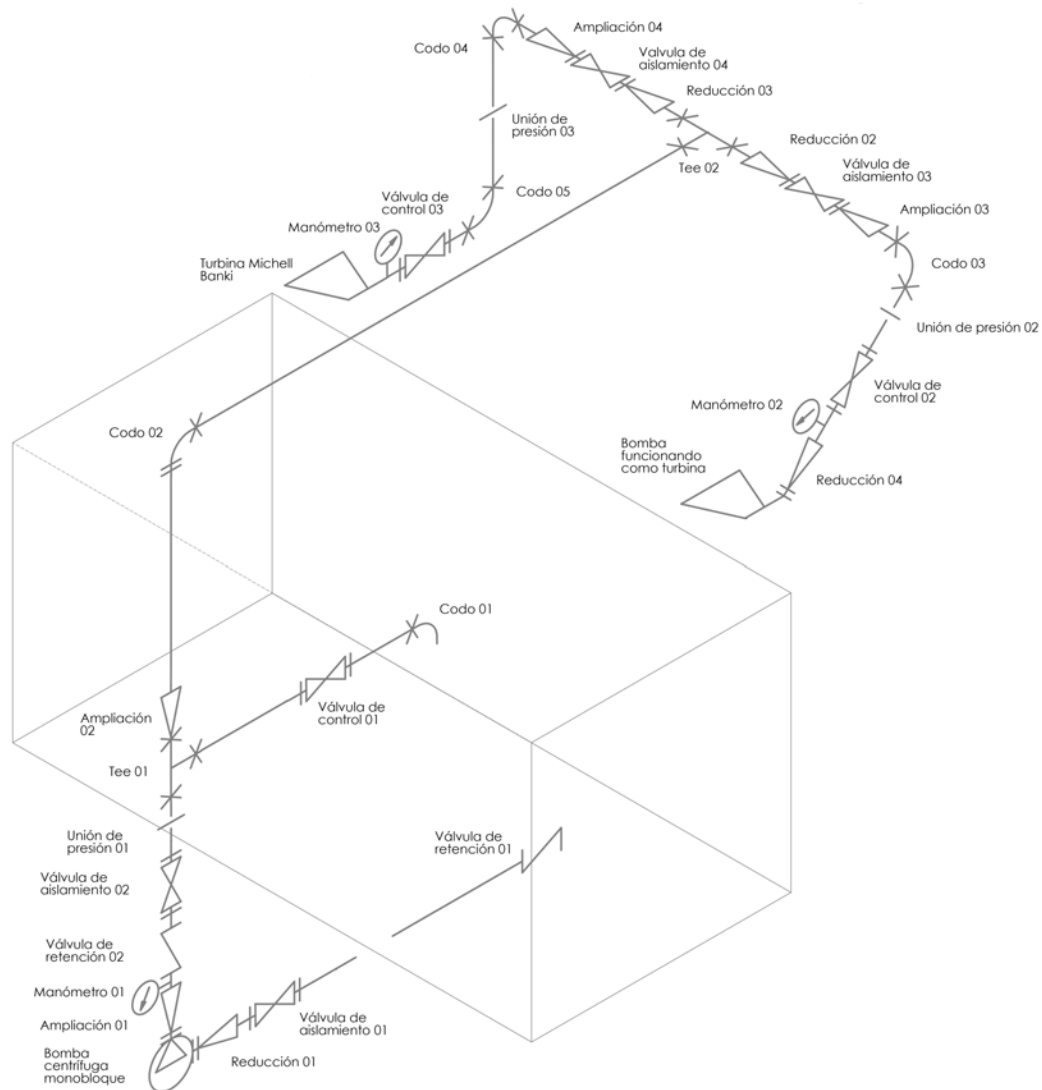 Ampliación 04
Codo 04
Valvula de
aislamiento 04
Reducción 03
Unión de
presión 03
Reducción 02
Tee 02
Válvula de
aislamiento 03
Codo 05
Válvula de
control 03
Ampliación 03
Manómetro 03
Turbina Michell
Banki
Codo 03
Unión de presión 02
Válvula de
control 02
Manómetro 02
Codo 02
Bomba
funcionando
como turbina
Reducción 04
Codo 01
Válvula de
control 01
Ampliación
02
Tee 01
Unión de
presión 01
Válvula de
retención 01
Válvula de
aislamiento 02
Válvula de
retención 02
Manómetro 01
Ampliación 01
Válvula de
aislamiento 01
Bomba
centrífuga
monobloque
Reducción 01